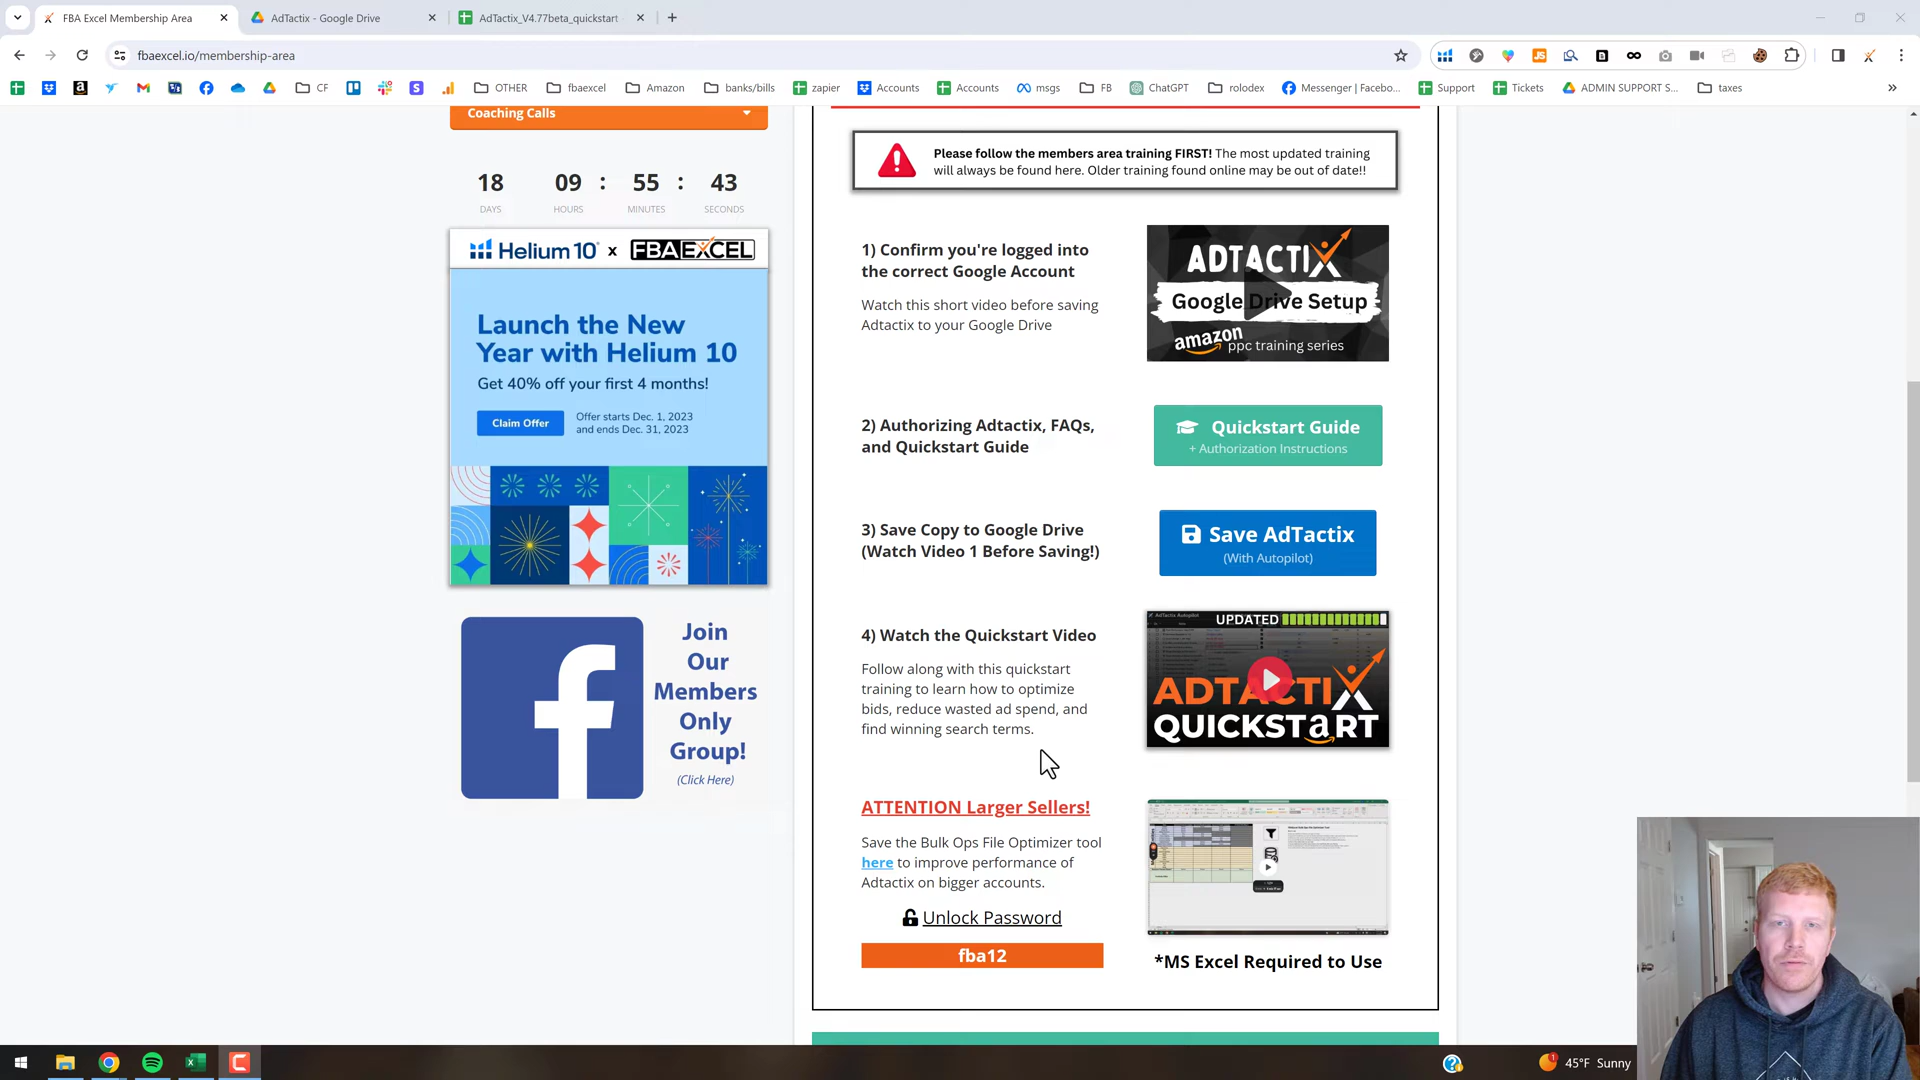 FBA Excel Membership Area
AdTactix - Google Drive
AdTactix_V4.77beta_quickstart
fbaexcel.io/membership-area
CF
OTHER
fbaexcel
Amazon
banks/bills
zapier
Accounts
Accounts
msgs
FB
ChatGPT
rolodex
Messenger | Facebo...
Support
Tickets
ADMIN SUPPORT S...
taxes
Coaching Calls
18 09 : 55 : 43
DAYS HOURS MINUTES SECONDS
Helium 10 x FBAEXCEL
Launch the New
Year with Helium 10
Get 40% off your first 4 months!
Claim Offer
Offer starts Dec. 1, 2023
and ends Dec. 31, 2023
Join
Our
Members
Only
Group!
(Click Here)
Please follow the members area training FIRST! The most updated training
will always be found here. Older training found online may be out of date!!
1) Confirm you're logged into
the correct Google Account
Watch this short video before saving
Adtactix to your Google Drive
ADTACTIX
Google Drive Setup
amazon ppc training series
2) Authorizing Adtactix, FAQs,
and Quickstart Guide
Quickstart Guide
+ Authorization Instructions
3) Save Copy to Google Drive
(Watch Video 1 Before Saving!)
Save AdTactix
(With Autopilot)
4) Watch the Quickstart Video
Follow along with this quickstart
training to learn how to optimize
bids, reduce wasted ad spend, and
find winning search terms.
AdTactix Autopilot
UPDATED
ADTACTIX
QUICKSTaRT
ATTENTION Larger Sellers!
Save the Bulk Ops File Optimizer tool
here to improve performance of
Adtactix on bigger accounts.
Unlock Password
fba12
*MS Excel Required to Use
45°F Sunny